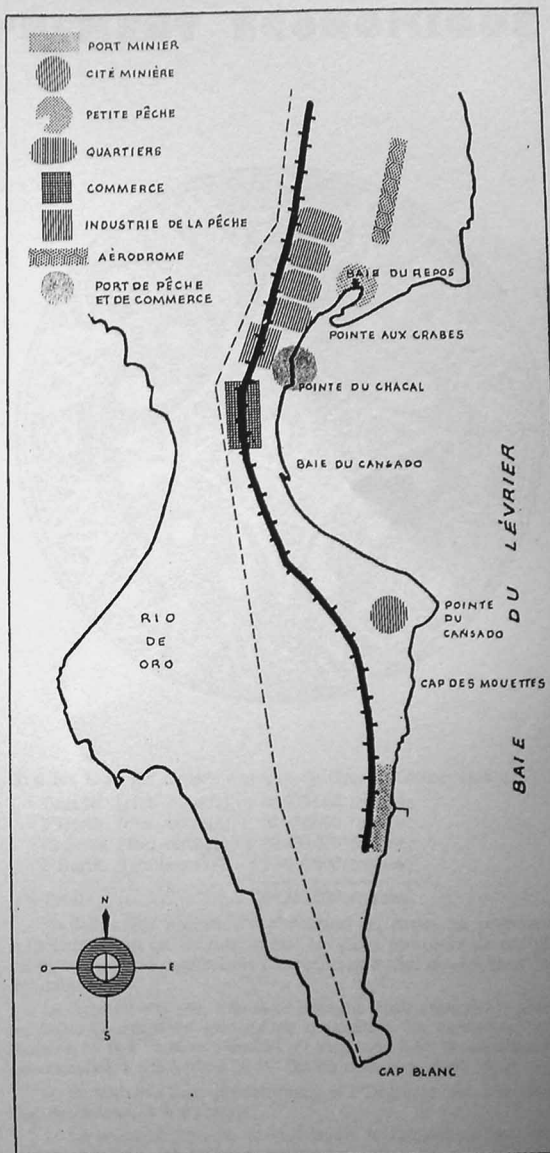 PORT MINIER
CITÉ MINIÈRE
PETITE PÊCHE
QUARTIERS
COMMERCE
INDUSTRIE DE LA PÊCHE
AÉRODROME
PORT DE PÊCHE
ET DE COMMERCE
BAIE DU REPOS
POINTE AUX CRABES
POINTE DU CHACAL
BAIE DU CANSADO
RIO
DE
ORO
POINTE
DU
CANSADO
CAP DES MOUETTES
BAIE DU LÉVRIER
N
O
E
S
CAP BLANC